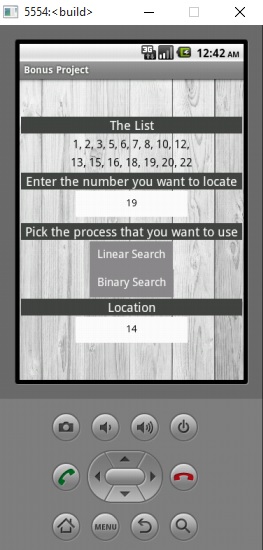 5554:<build>
3G
12:42 AM
Bonus Project
The List
1, 2, 3, 5, 6, 7, 8, 10, 12,
13, 15, 16, 18, 19, 20, 22
Enter the number you want to locate
19
Pick the process that you want to use
Linear Search
Binary Search
Location
14
MENU